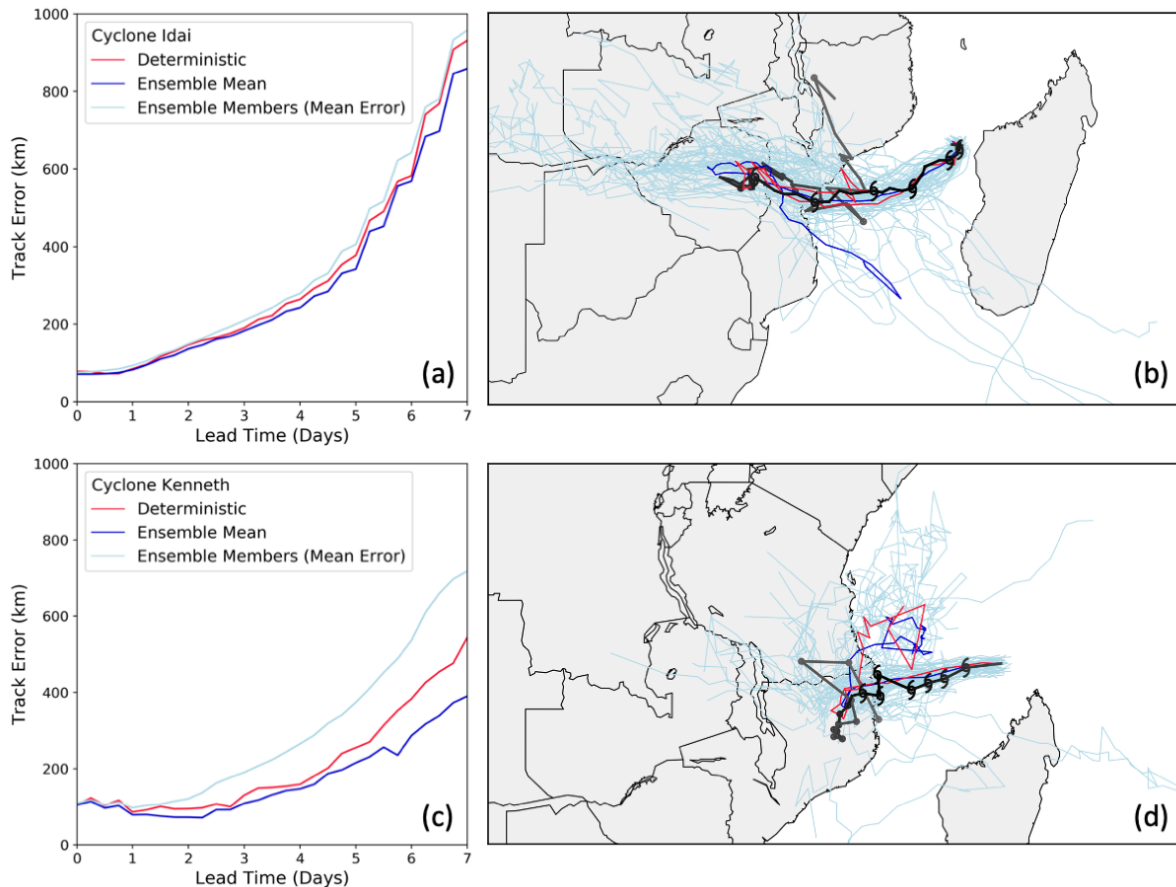 1000
800
600
400
200
0
Track Error (km)
Cyclone Idai
Deterministic
Ensemble Mean
Ensemble Members (Mean Error)
(a)
0 1 2 3 4 5 6 7
Lead Time (Days)
(b)
1000
800
600
400
200
0
Track Error (km)
Cyclone Kenneth
Deterministic
Ensemble Mean
Ensemble Members (Mean Error)
(c)
0 1 2 3 4 5 6 7
Lead Time (Days)
(d)